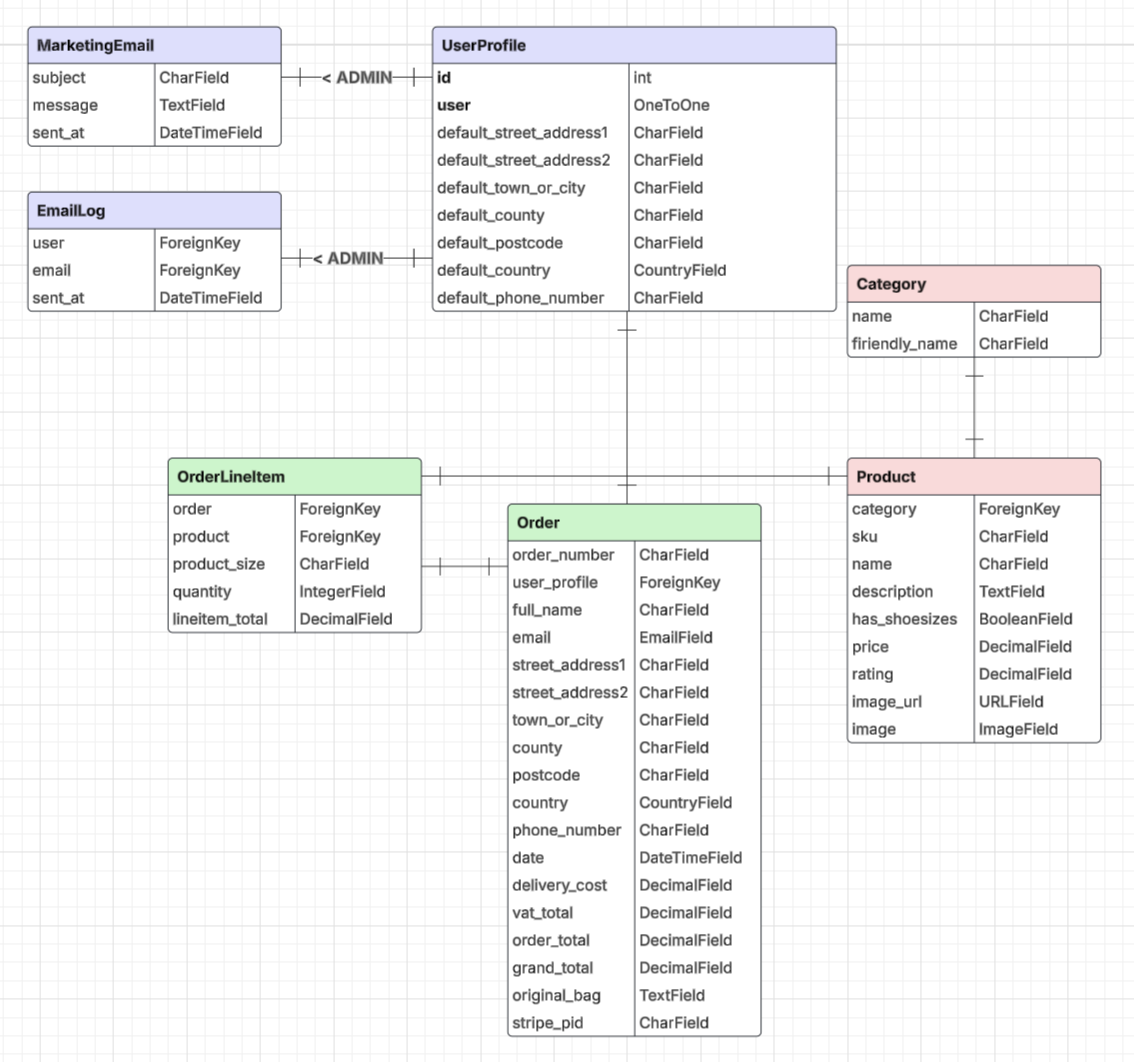 MarketingEmail
subject CharField
message TextField
sent_at DateTimeField
< ADMIN
UserProfile
id int
user OneToOne
default_street_address1 CharField
default_street_address2 CharField
default_town_or_city CharField
default_county CharField
default_postcode CharField
default_country CountryField
default_phone_number CharField
EmailLog
user ForeignKey
email ForeignKey
sent_at DateTimeField
< ADMIN
Category
name CharField
firiendly_name CharField
OrderLineItem
order ForeignKey
product ForeignKey
product_size CharField
quantity IntegerField
lineitem_total DecimalField
Order
order_number CharField
user_profile ForeignKey
full_name CharField
email EmailField
street_address1 CharField
street_address2 CharField
town_or_city CharField
county CharField
postcode CharField
country CountryField
phone_number CharField
date DateTimeField
delivery_cost DecimalField
vat_total DecimalField
order_total DecimalField
grand_total DecimalField
original_bag TextField
stripe_pid CharField
Product
category ForeignKey
sku CharField
name CharField
description TextField
has_shoesizes BooleanField
price DecimalField
rating DecimalField
image_url URLField
image ImageField